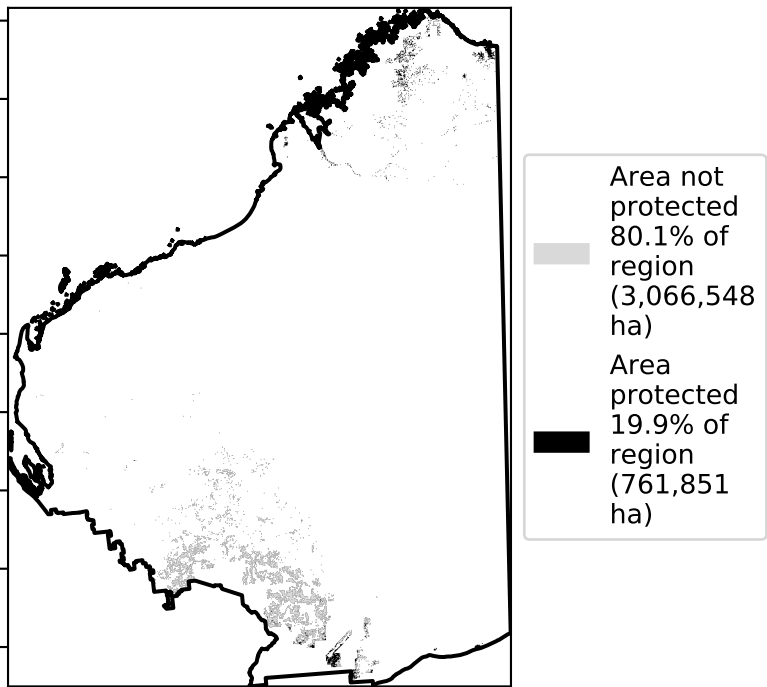 Area not
protected
80.1% of
region
(3,066,548
ha)
Area
protected
19.9% of
region
(761,851
ha)